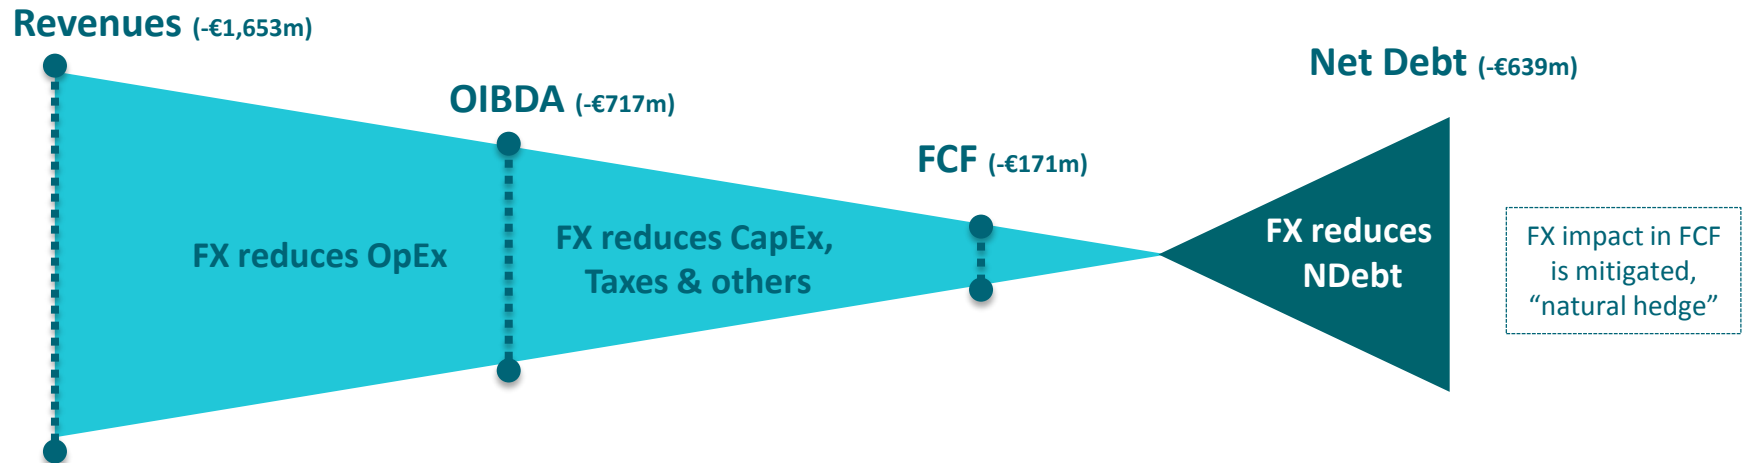 Revenues (-€1,653m)
OIBDA (-€717m)
FCF (-€171m)
Net Debt (-€639m)
FX reduces OpEx
FX reduces CapEx,
Taxes & others
FX reduces
NDebt
FX impact in FCF
is mitigated,
“natural hedge”